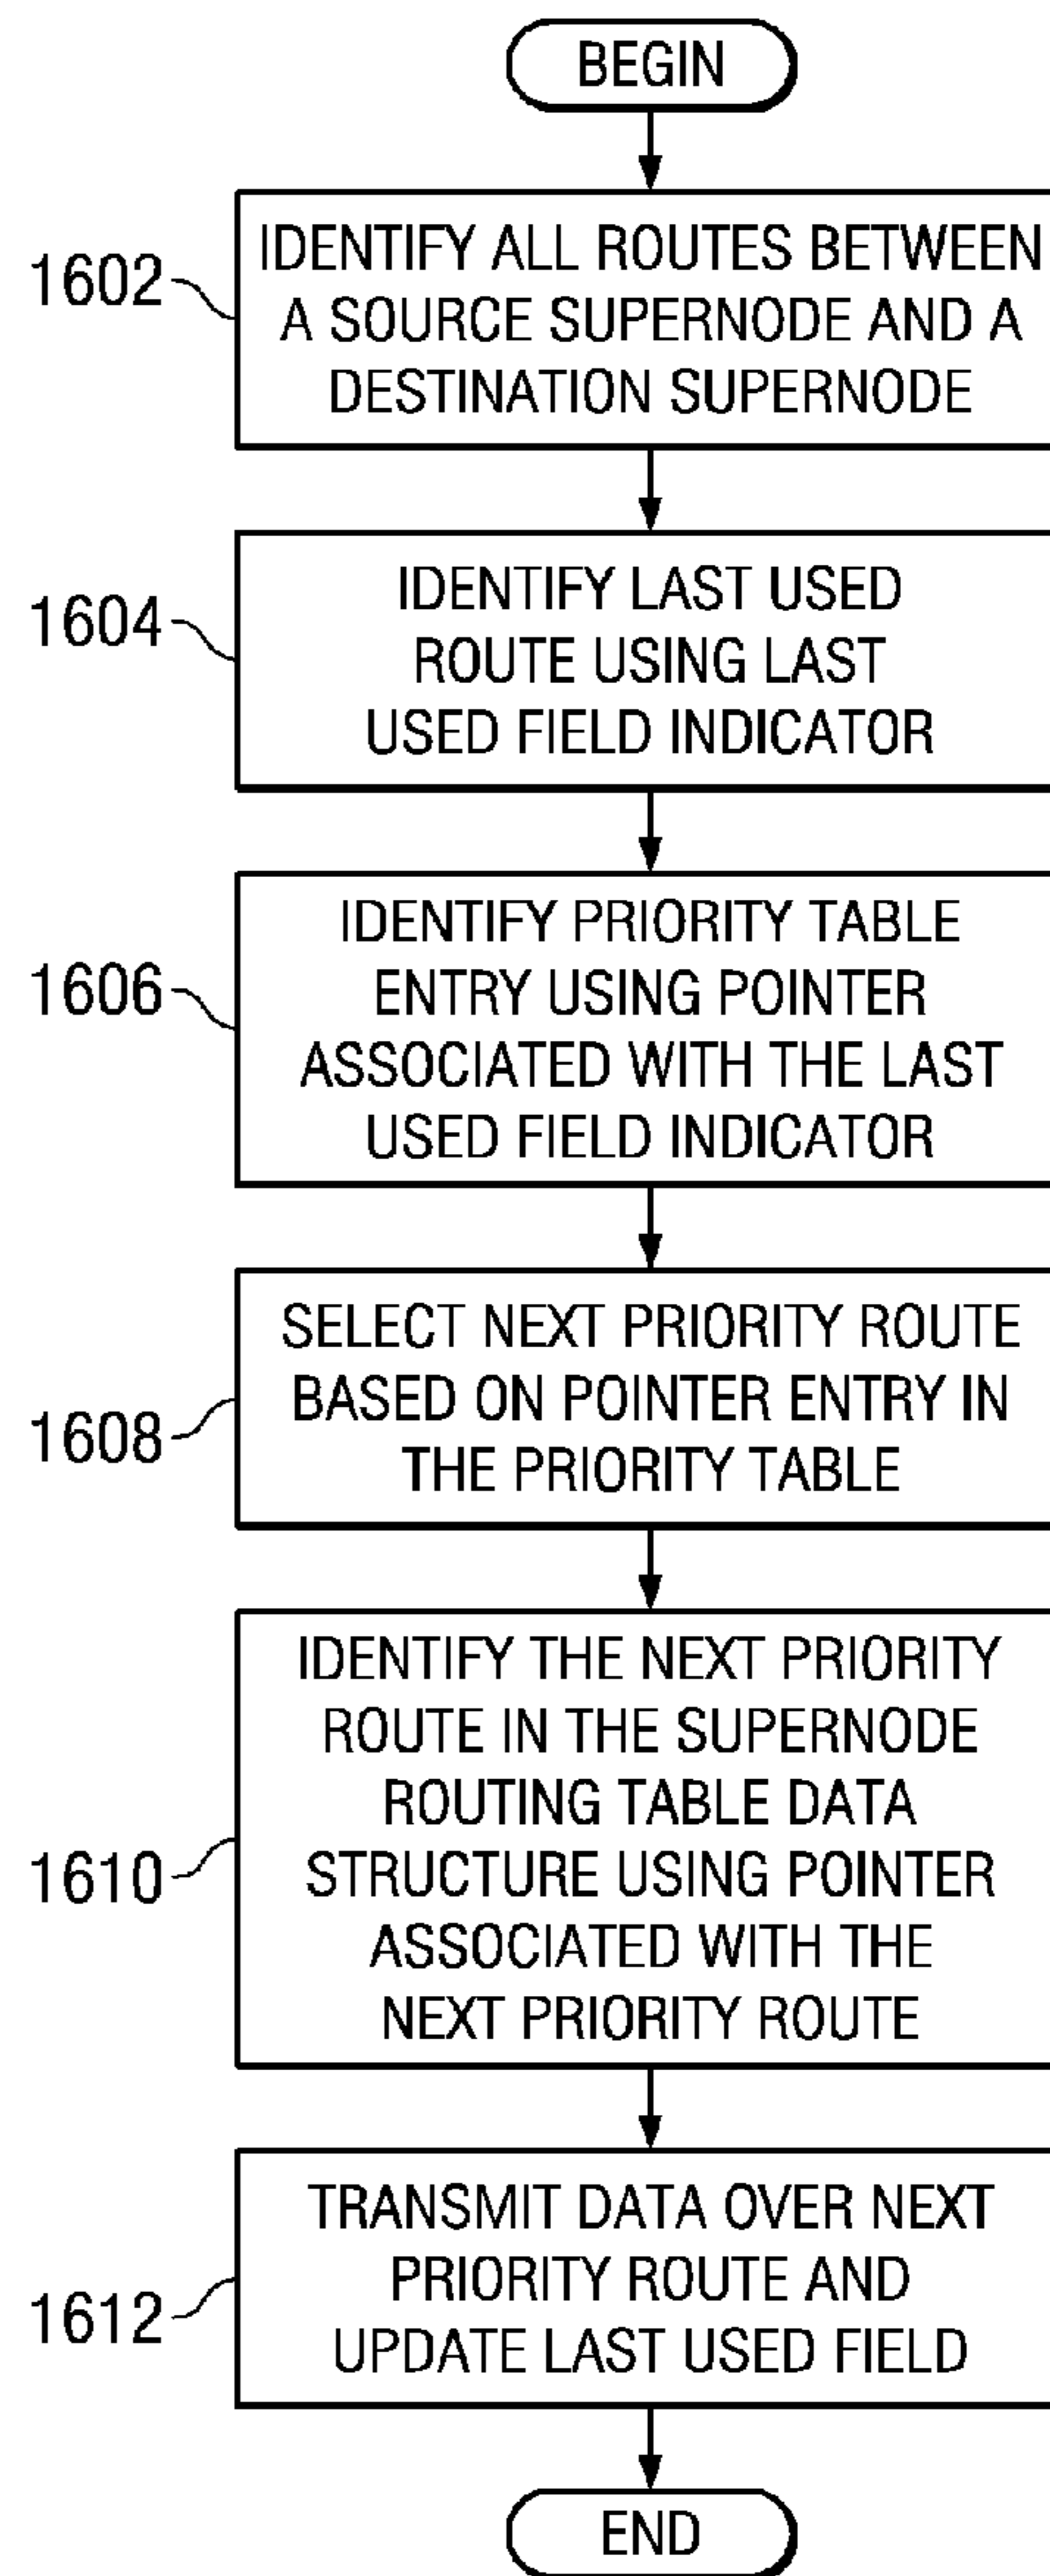 BEGIN
1602
IDENTIFY ALL ROUTES BETWEEN
A SOURCE SUPERNODE AND A
DESTINATION SUPERNODE
1604
IDENTIFY LAST USED
ROUTE USING LAST
USED FIELD INDICATOR
1606
IDENTIFY PRIORITY TABLE
ENTRY USING POINTER
ASSOCIATED WITH THE LAST
USED FIELD INDICATOR
1608
SELECT NEXT PRIORITY ROUTE
BASED ON POINTER ENTRY IN
THE PRIORITY TABLE
1610
IDENTIFY THE NEXT PRIORITY
ROUTE IN THE SUPERNODE
ROUTING TABLE DATA
STRUCTURE USING POINTER
ASSOCIATED WITH THE
NEXT PRIORITY ROUTE
1612
TRANSMIT DATA OVER NEXT
PRIORITY ROUTE AND
UPDATE LAST USED FIELD
END